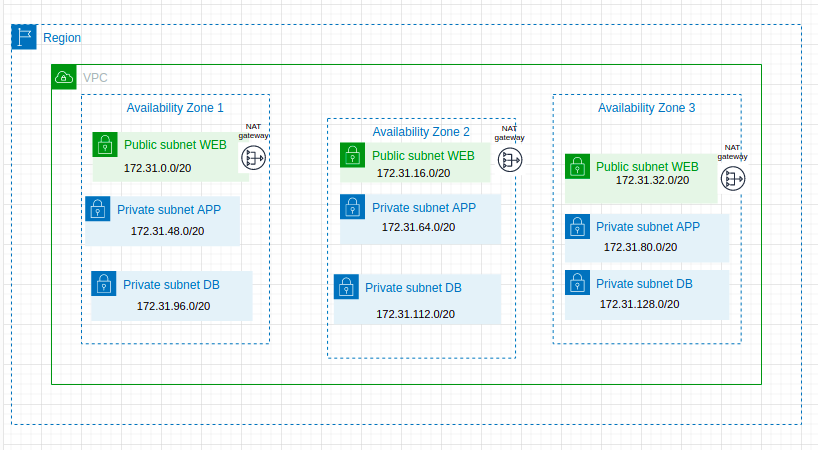 Region
VPC
Availability Zone 1
NAT
gateway
Public subnet WEB
172.31.0.0/20
Private subnet APP
172.31.48.0/20
Private subnet DB
172.31.96.0/20
Availability Zone 2
NAT
gateway
Public subnet WEB
172.31.16.0/20
Private subnet APP
172.31.64.0/20
Private subnet DB
172.31.112.0/20
Availability Zone 3
NAT
gateway
Public subnet WEB
172.31.32.0/20
Private subnet APP
172.31.80.0/20
Private subnet DB
172.31.128.0/20